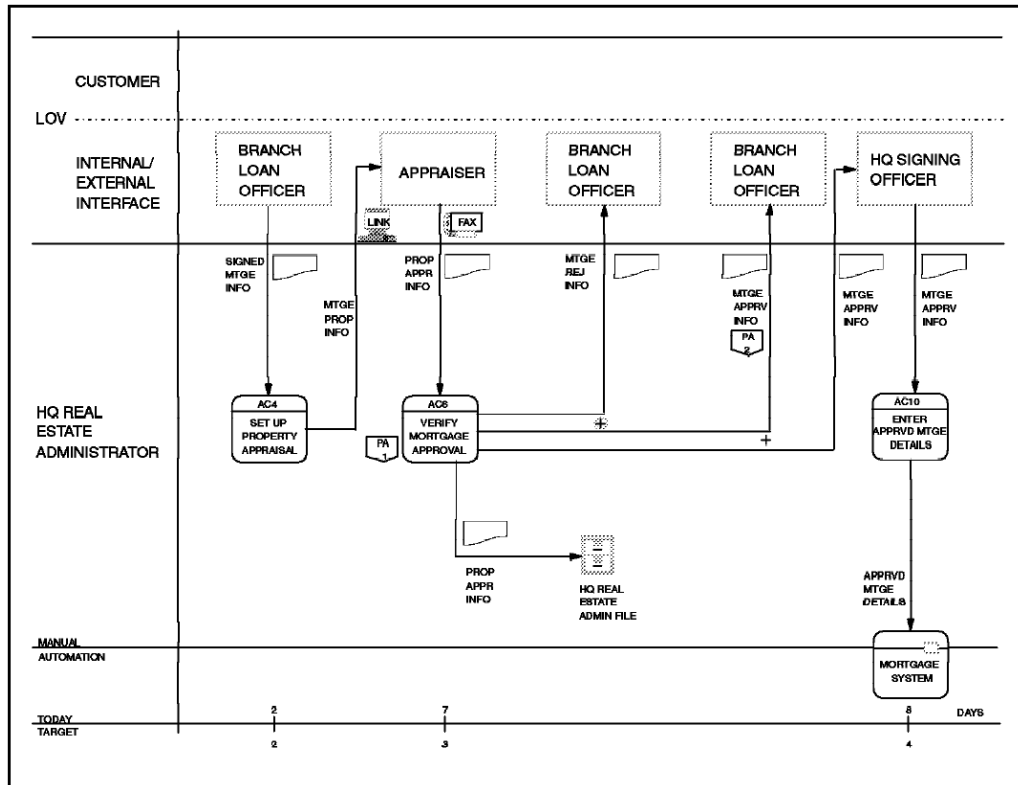 CUSTOMER
LOV
INTERNAL/
EXTERNAL
INTERFACE
BRANCH
LOAN
OFFICER
APPRAISER
BRANCH
LOAN
OFFICER
BRANCH
LOAN
OFFICER
HQ SIGNING
OFFICER
LINK
FAX
SIGNED
MTGE
INFO
MTGE
PROP
INFO
PROP
APPR
INFO
MTGE
REJ
INFO
MTGE
APPRV
INFO
PA
2
MTGE
APPRV
INFO
MTGE
APPRV
INFO
HQ REAL
ESTATE
ADMINISTRATOR
AC4
SET UP
PROPERTY
APPRAISAL
PA
1
AC6
VERIFY
MORTGAGE
APPROVAL
+
+
AC10
ENTER
APPRVD MTGE
DETAILS
PROP
APPR
INFO
HQ REAL
ESTATE
ADMIN FILE
APPRVD
MTGE
DETAILS
MANUAL
AUTOMATION
MORTGAGE
SYSTEM
TODAY
2
7
8
DAYS
TARGET
2
3
4